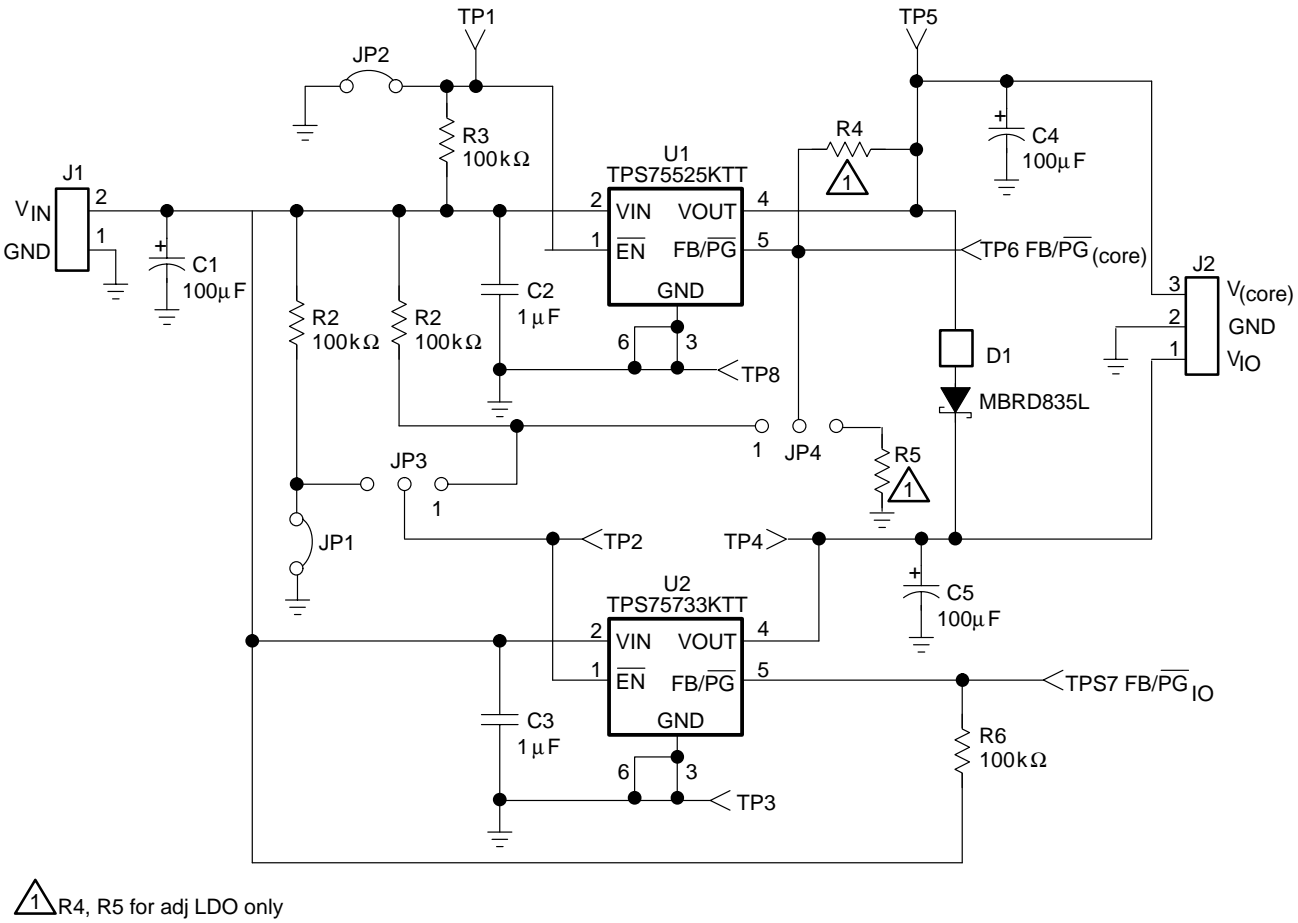 TP1
TP5
JP2
R3
100kΩ
R4
1
C4
+
100µF
U1
TPS75525KTT
J1
VIN
2
GND
1
+
C1
100µF
2
VIN
VOUT
4
1
EN
FB/PG
5
GND
6
3
TP6 FB/PG(core)
J2
3
V(core)
2
GND
1
VIO
C2
1µF
R2
100kΩ
R2
100kΩ
TP8
D1
MBRD835L
1
JP4
R5
1
JP3
1
JP1
TP2
TP4
+
C5
100µF
U2
TPS75733KTT
2
VIN
VOUT
4
1
EN
FB/PG
5
GND
6
3
TPS7 FB/PGIO
C3
1µF
R6
100kΩ
TP3
1 R4, R5 for adj LDO only